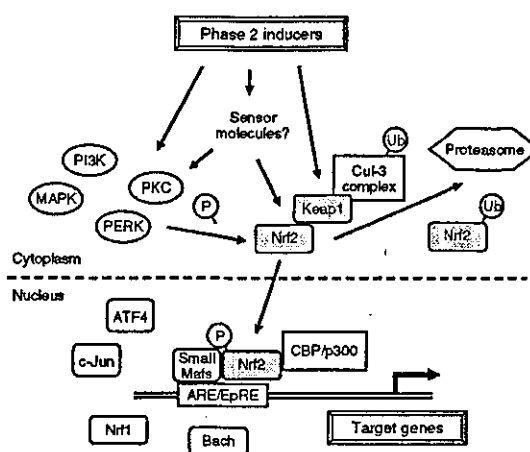 Phase 2 inducers
Sensor
molecules?
Ub
Proteasome
PI3K
Cul-3
complex
MAPK
PKC
P
Keap1
Ub
PERK
Nrf2
Nrf2
Cytoplasm
Nucleus
ATF4
P
CBP/p300
c-Jun
Small
Mafs
Nrf2
ARE/EpRE
Nrf1
Bach
Target genes